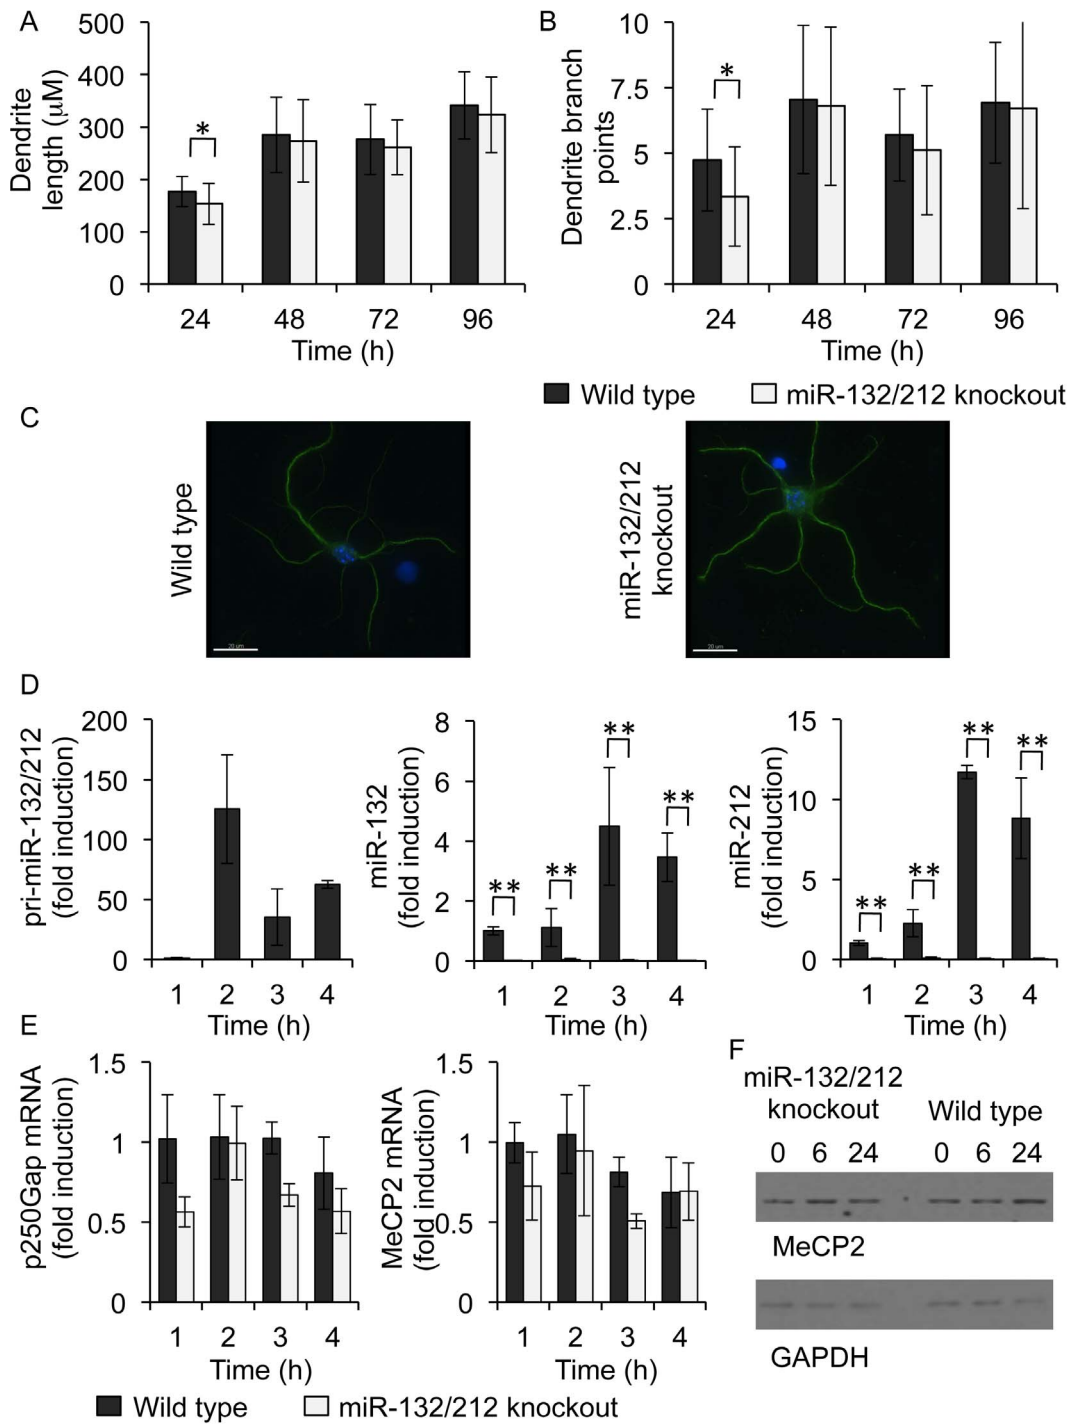 A
500
400
300
200
100
0
Dendrite
length (μM)
*
24 48 72 96
Time (h)
B
10
7.5
5
2.5
0
Dendrite branch
points
*
24 48 72 96
Time (h)
Wild type miR-132/212 knockout
C
Wild type
20 um
miR-132/212
knockout
20 um
D
pri-miR-132/212
(fold induction)
200
150
100
50
0
1 2 3 4
Time (h)
miR-132
(fold induction)
8
6
4
2
0
** ** ** **
1 2 3 4
Time (h)
miR-212
(fold induction)
15
10
5
0
** ** ** **
1 2 3 4
Time (h)
E
p250Gap mRNA
(fold induction)
1.5
1
0.5
0
1 2 3 4
Time (h)
MeCP2 mRNA
(fold induction)
1.5
1
0.5
0
1 2 3 4
Time (h)
Wild type miR-132/212 knockout
F
miR-132/212
knockout Wild type
0 6 24 0 6 24
MeCP2
GAPDH